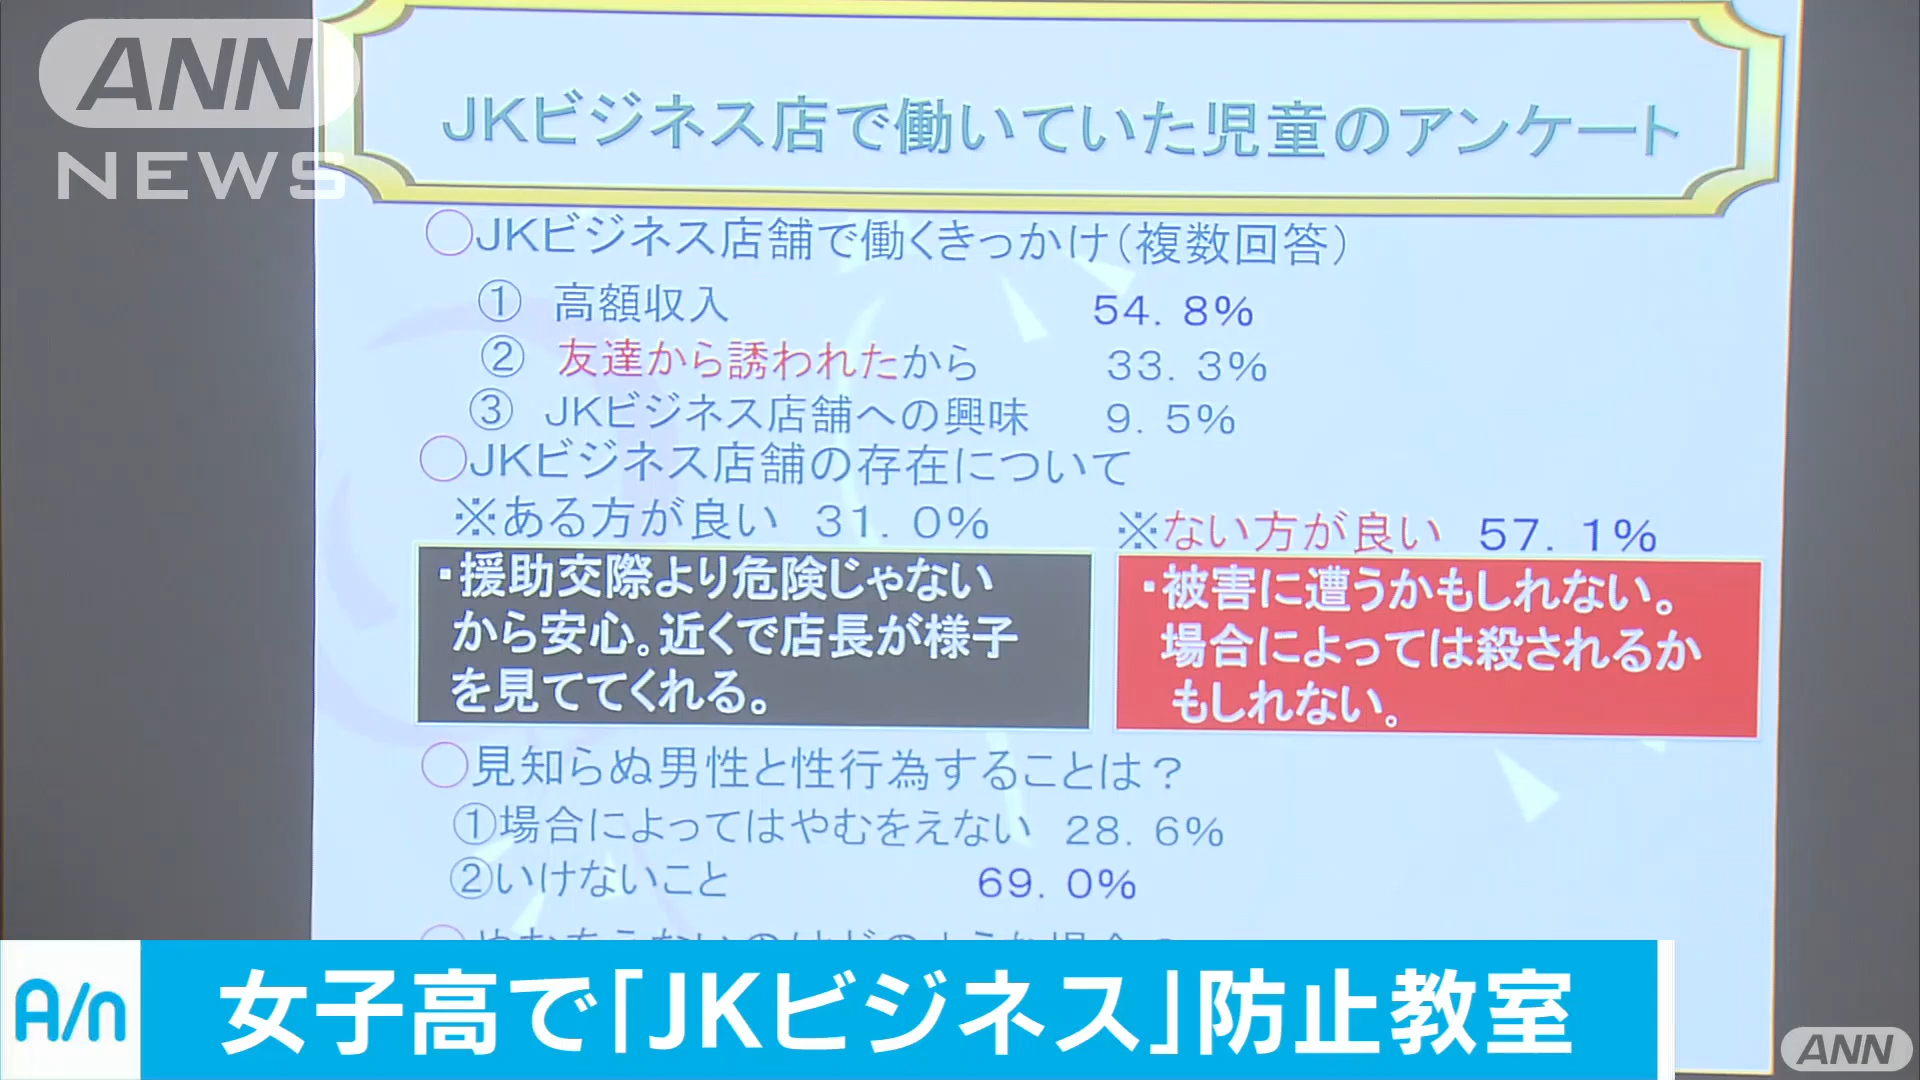 ANN
NEWS
JKビジネス店で働いていた児童のアンケート
○JKビジネス店舗で働くきっかけ(複数回答)
① 高額収入 54.8%
② 友達から誘われたから 33.3%
③ JKビジネス店舗への興味 9.5%
○JKビジネス店舗の存在について
※ある方が良い 31.0%
※ない方が良い 57.1%
・援助交際より危険じゃない
から安心。近くで店長が様子
を見ててくれる。
・被害に遭うかもしれない。
場合によっては殺されるか
もしれない。
○見知らぬ男性と性行為することは?
①場合によってはやむをえない 28.6%
②いけないこと 69.0%
A/n
女子高で「JKビジネス」防止教室
ANN